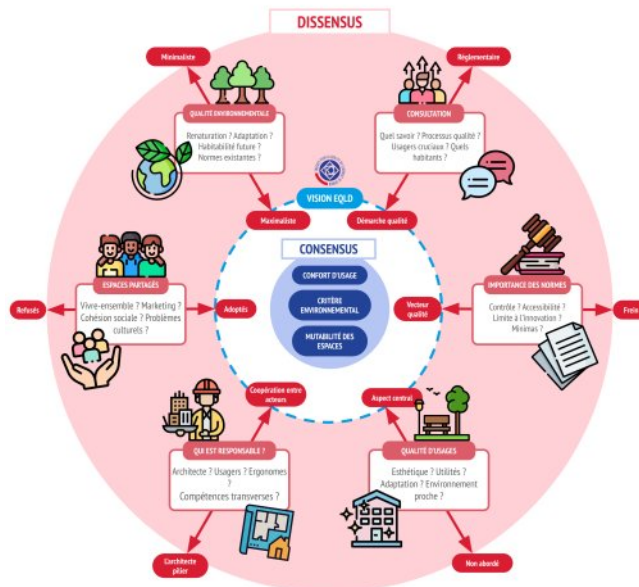 DISSENSUS
Minimaliste
Règlementaire
QUALITÉ ENVIRONNEMENTALE
Renaturation ? Adaptation ?
Habitabilité future ?
Normes existantes ?
CONSULTATION
Quel savoir ? Processus qualité ?
Usagers cruciaux ? Quels
habitants ?
VISION EQLD
Maximaliste
Démarche qualité
CONSENSUS
CONFORT D'USAGE
CRITÈRE
ENVIRONNEMENTAL
MUTABILITÉ DES
ESPACES
ESPACES PARTAGÉS
Vivre-ensemble ? Marketing ?
Cohésion sociale ? Problèmes
culturels ?
Refusés
Adoptés
IMPORTANCE DES NORMES
Contrôle ? Accessibilité ?
Limite à l'innovation ?
Minimas ?
Vecteur
qualité
Frein
Coopération entre
acteurs
QUI EST RESPONSABLE ?
Architecte ? Usagers ? Ergonomes
?
Compétences transverses ?
L'architecte
pilier
Aspect central
QUALITÉ D'USAGES
Esthétique ? Utilités ?
Adaptation ? Environnement
proche ?
Non abordé